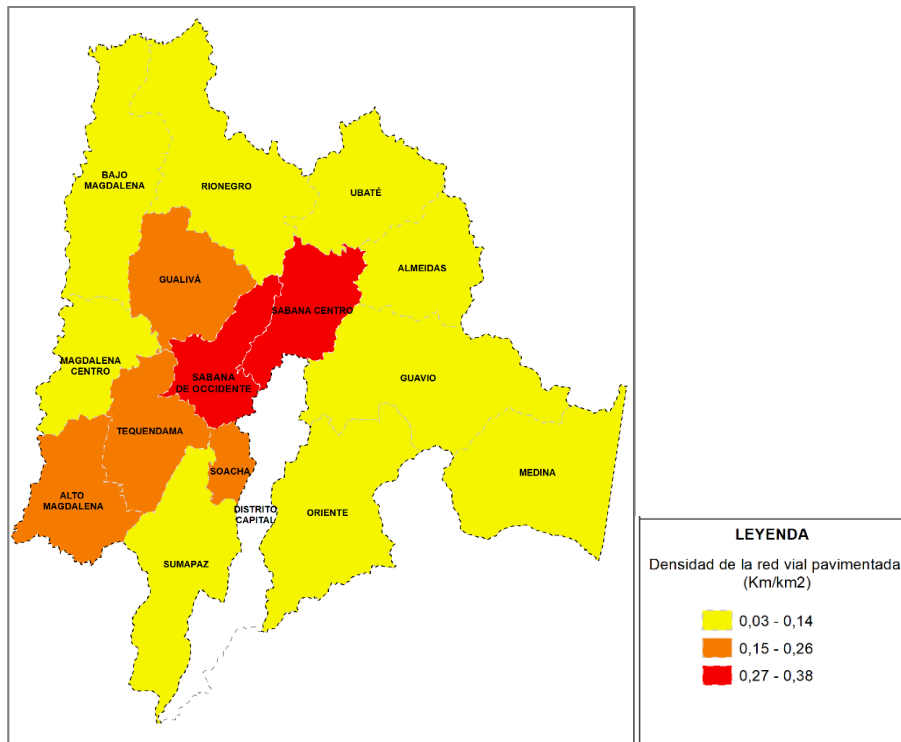 BAJO
MAGDALENA
RIONEGRO
UBATÉ
ALMEIDAS
GUALIVÁ
SABANA CENTRO
MAGDALENA
CENTRO
SABANA
DE OCCIDENTE
GUAVIO
TEQUENDAMA
SOACHA
MEDINA
ALTO
MAGDALENA
DISTRITO
CAPITAL
ORIENTE
SUMAPAZ
LEYENDA
Densidad de la red vial pavimentada
(Km/km2)
0,03 - 0,14
0,15 - 0,26
0,27 - 0,38